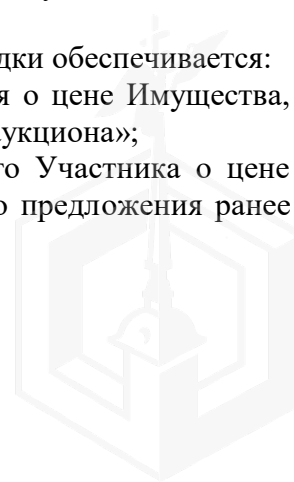 дки обеспечивается:
я о цене Имущества,
укциона»;
го Участника о цене
о предложения ранее